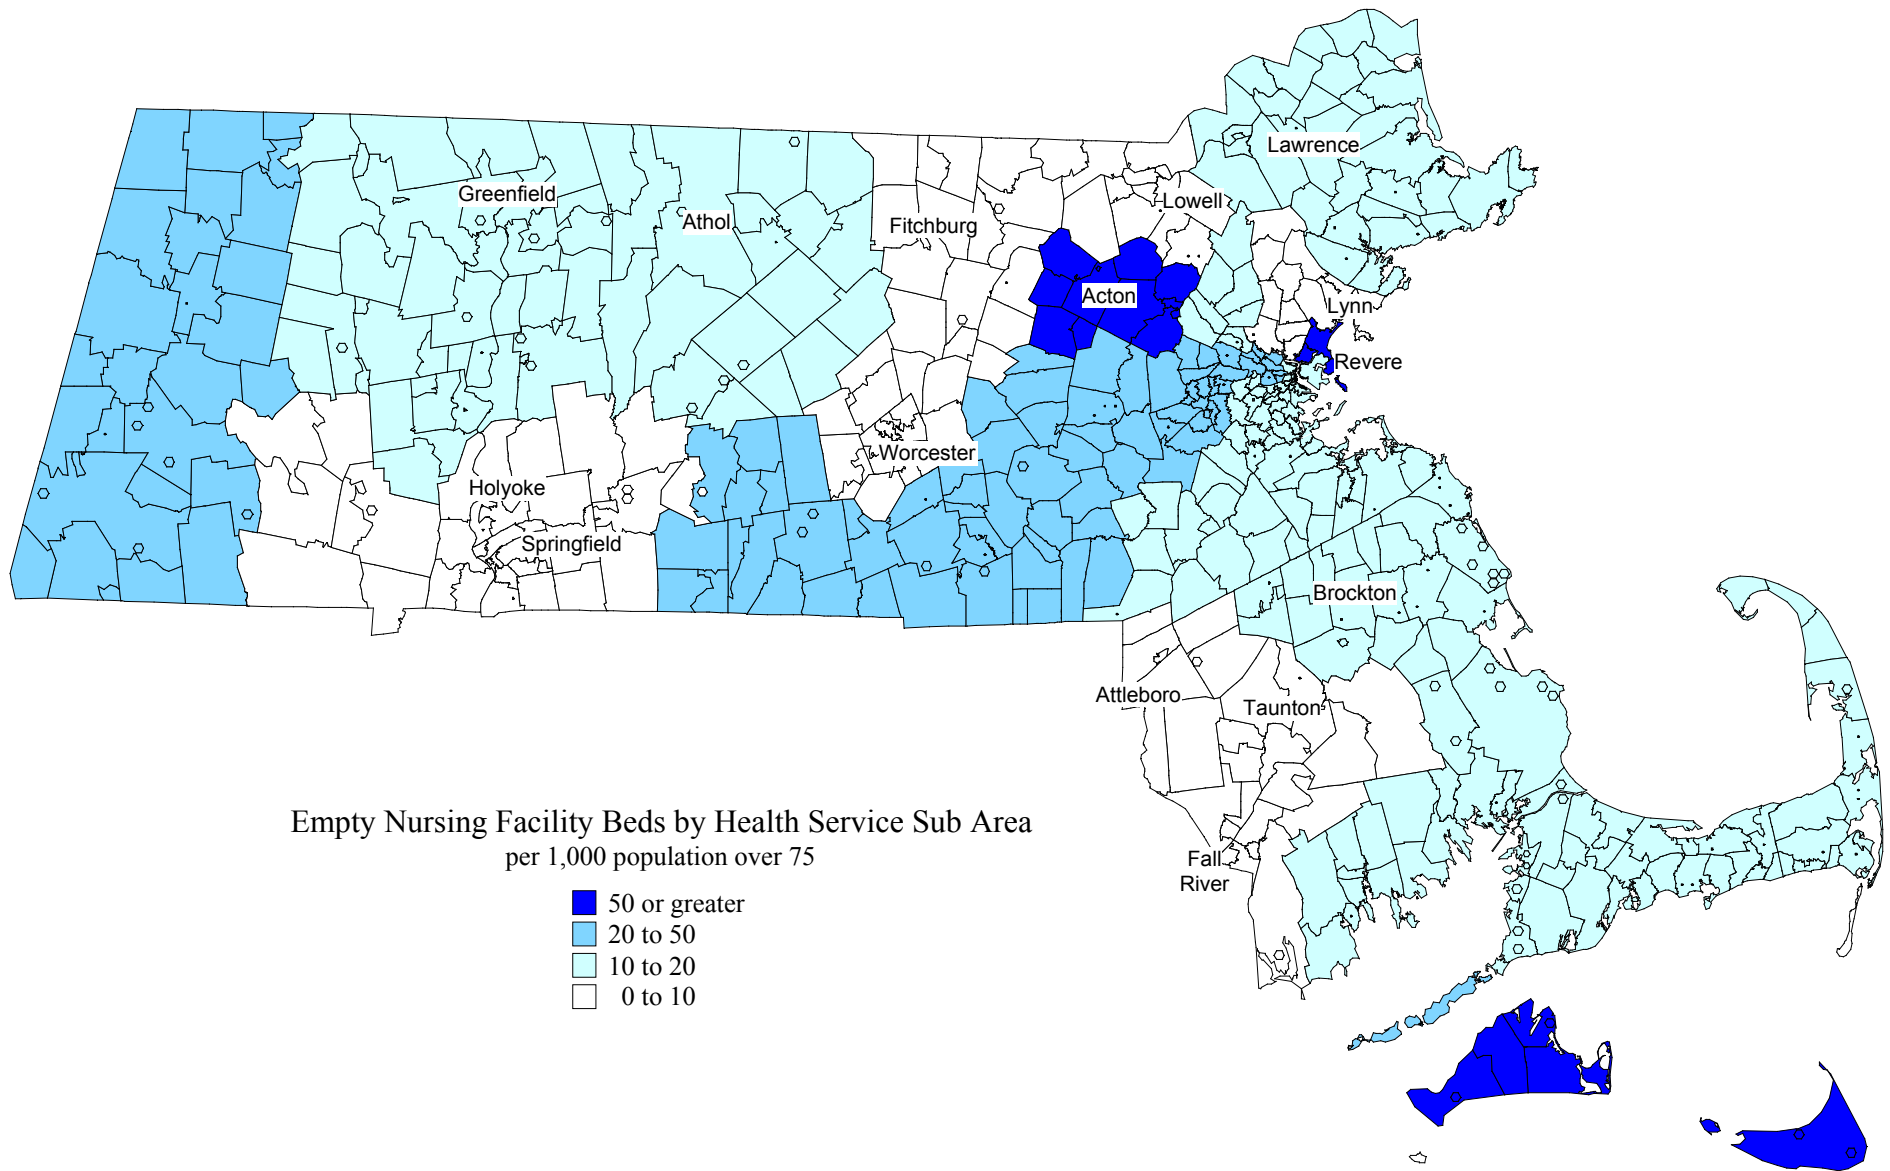 Lawrence
Greenfield
Lowell
Athol
Fitchburg
Acton
Lynn
Revere
Worcester
Holyoke
Springfield
Brockton
Attleboro
Taunton
Empty Nursing Facility Beds by Health Service Sub Area
per 1,000 population over 75
Fall
River
50 or greater
20 to 50
10 to 20
0 to 10